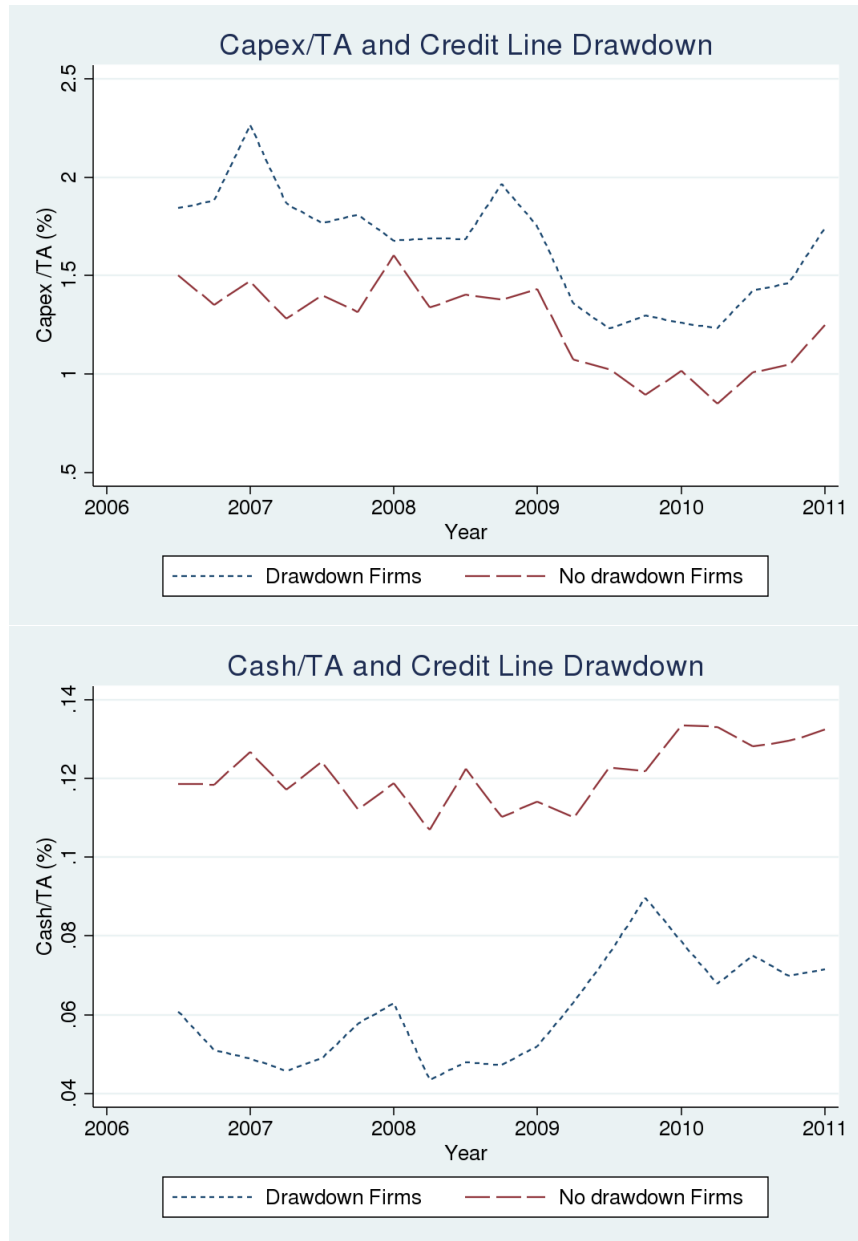 Capex/TA and Credit Line Drawdown
2.5
2
1.5
1
.5
Capex /TA (%)
2006 2007 2008 2009 2010 2011
Year
Drawdown Firms No drawdown Firms
Cash/TA and Credit Line Drawdown
.14
.12
.1
.08
.06
.04
Cash/TA (%)
2006 2007 2008 2009 2010 2011
Year
Drawdown Firms No drawdown Firms